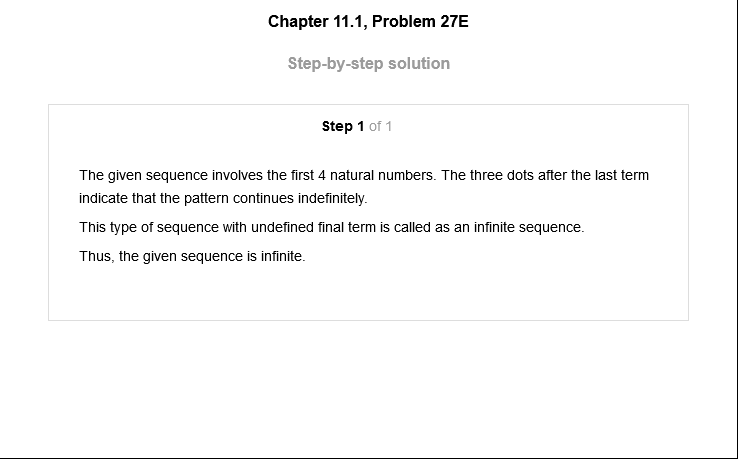 Chapter 11.1, Problem 27E
Step-by-step solution
Step 1 of 1
The given sequence involves the first 4 natural numbers. The three dots after the last term
indicate that the pattern continues indefinitely.
This type of sequence with undefined final term is called as an infinite sequence.
Thus, the given sequence is infinite.